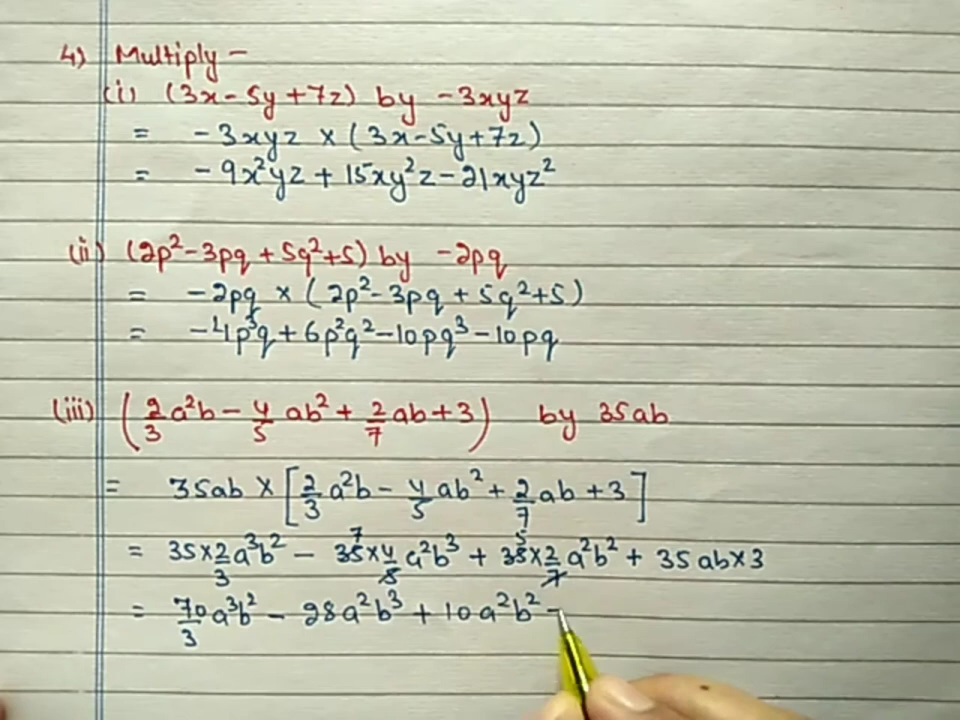 4) Multiply –
(i) (3x – 5y + 7z) by – 3xyz
= – 3xyz × (3x – 5y + 7z)
= – 9x²yz + 15xy²z – 21xyz²
(ii) (2p² – 3pq + 5q² + 5) by – 2pq
= – 2pq × (2p² – 3pq + 5q² + 5)
= – 4p³q + 6p²q² – 10pq³ – 10pq
(iii) (2/3 a²b – 4/5 ab² + 2/7 ab + 3) by 35ab
= 35ab × [2/3 a²b – 4/5 ab² + 2/7 ab + 3]
= 35 × 2/3 a³b² – 35 7 × 4/5 a²b³ + 35 5 × 2/7 a²b² + 35ab × 3
= 70/3 a³b² – 28a²b³ + 10a²b²